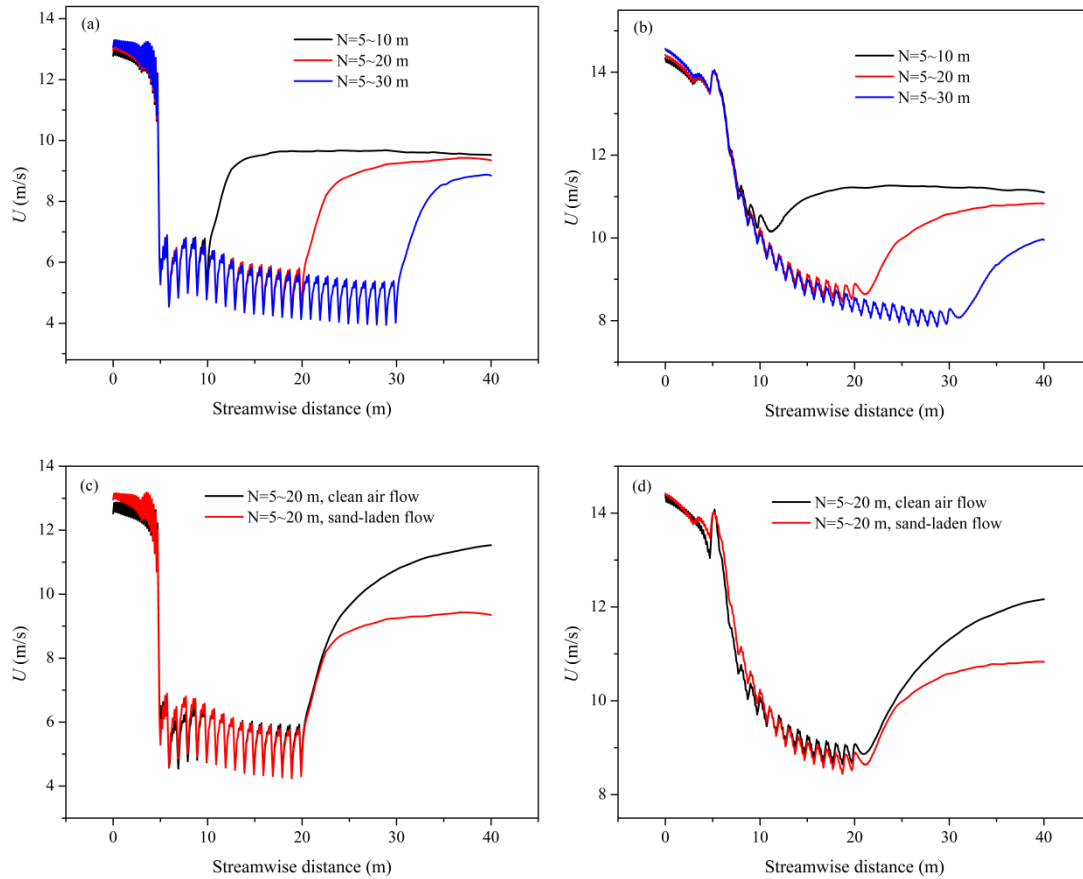 (a)
N=5~10 m
N=5~20 m
N=5~30 m
14
12
10
8
6
4
U (m/s)
0
10
20
30
40
Streamwise distance (m)
(b)
N=5~10 m
N=5~20 m
N=5~30 m
14
12
10
8
U (m/s)
0
10
20
30
40
Streamwise distance (m)
(c)
N=5~20 m, clean air flow
N=5~20 m, sand-laden flow
14
12
10
8
6
4
U (m/s)
0
10
20
30
40
Streamwise distance (m)
(d)
N=5~20 m, clean air flow
N=5~20 m, sand-laden flow
14
12
10
8
U (m/s)
0
10
20
30
40
Streamwise distance (m)